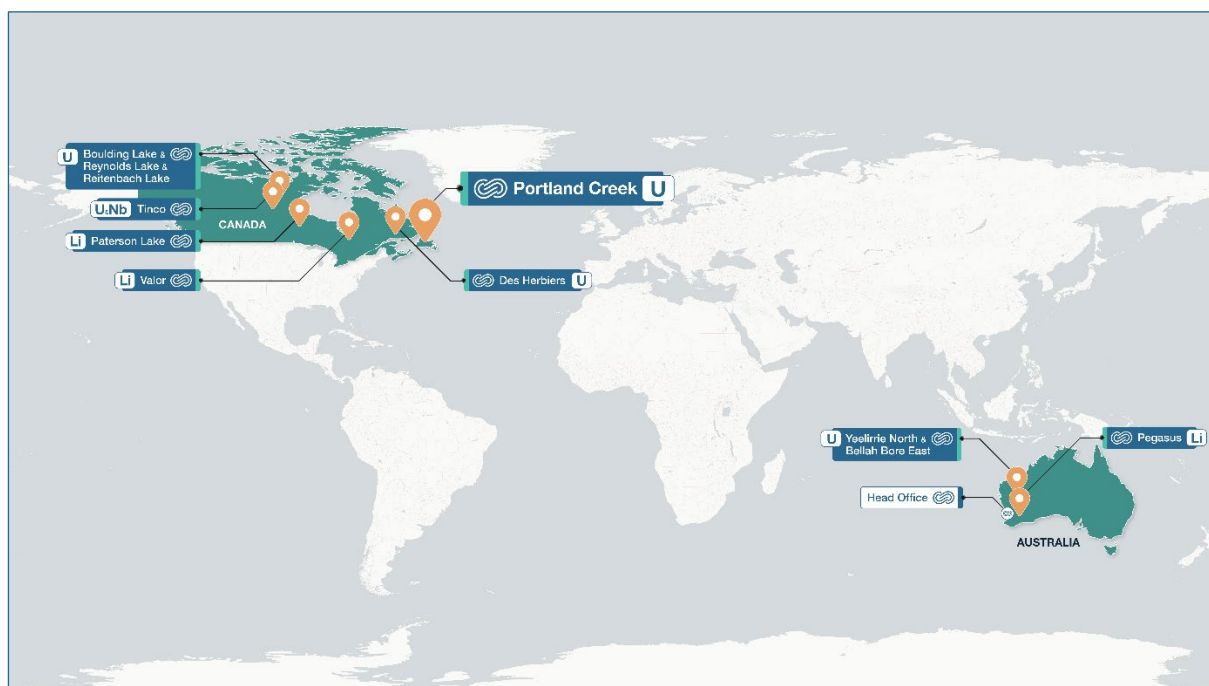 U
Boulding Lake &
Reynolds Lake &
Reitenbach Lake
U&Nb Tinco
Li Paterson Lake
Li Valor
CANADA
Portland Creek U
Des Herbiers U
U
Yeelirrie North &
Bellah Bore East
Pegasus Li
Head Office
AUSTRALIA